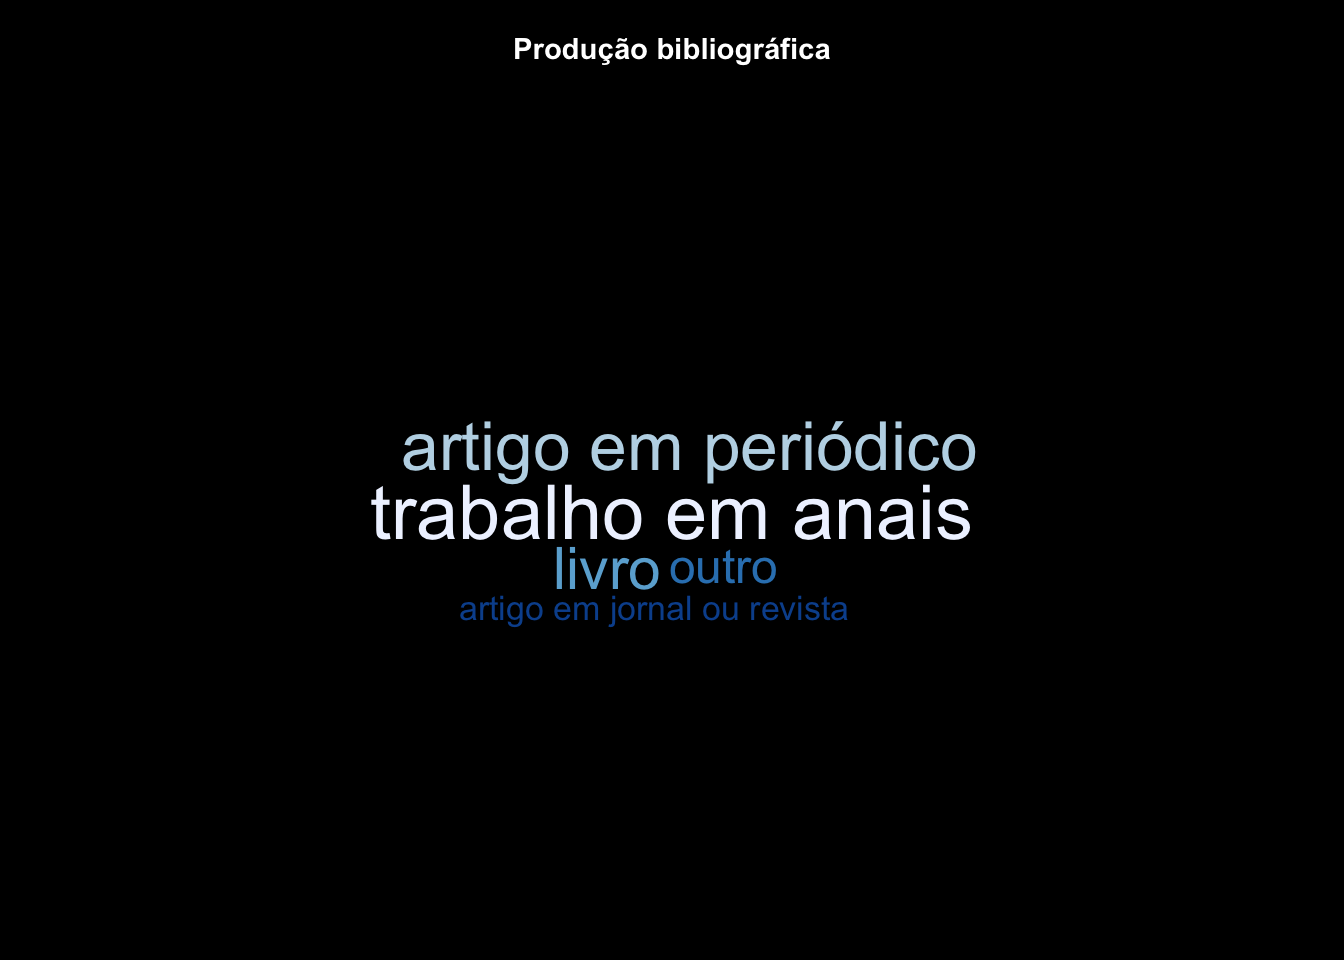 Produção bibliográfica
artigo em periódico
trabalho em anais
livro outro
artigo em jornal ou revista